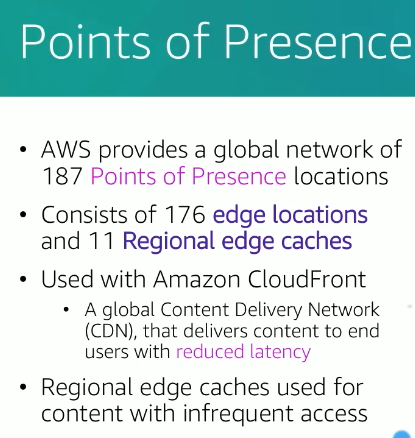 Points of Presence
• AWS provides a global network of
187 Points of Presence locations
• Consists of 176 edge locations
and 11 Regional edge caches
• Used with Amazon CloudFront
• A global Content Delivery Network
(CDN), that delivers content to end
users with reduced latency
• Regional edge caches used for
content with infrequent access